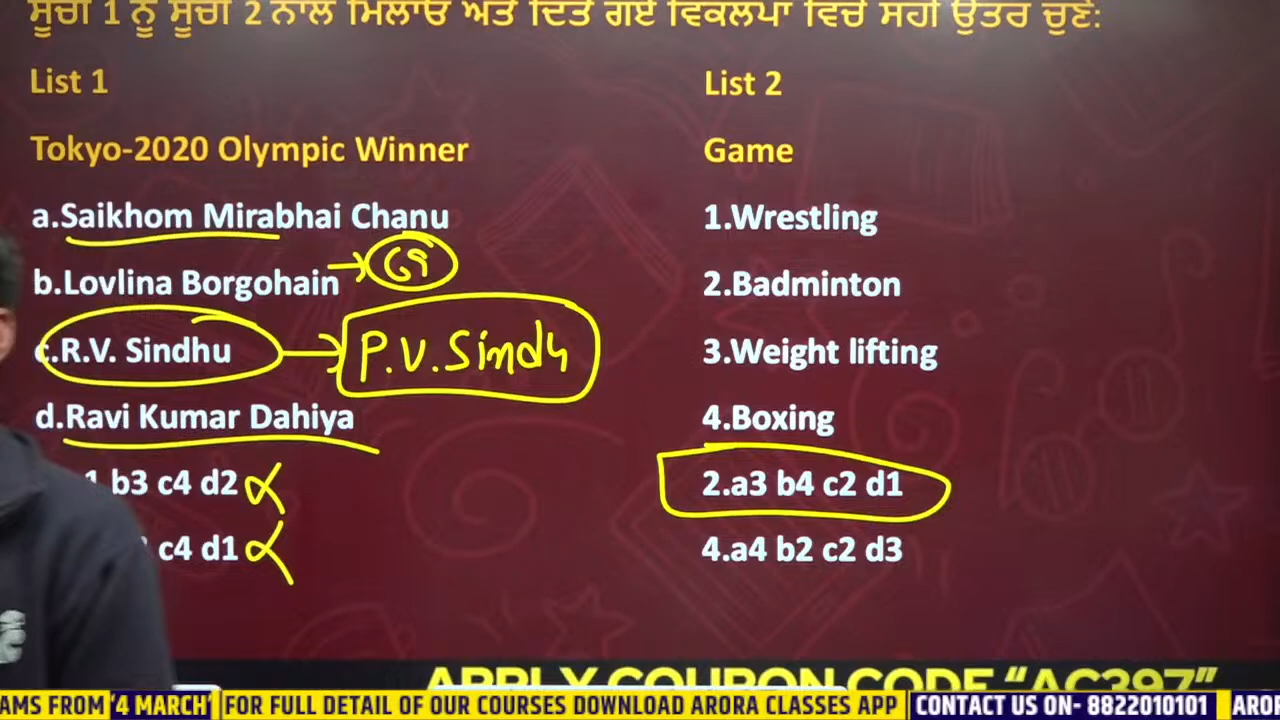 ਸੂਚੀ 1 ਨੂੰ ਸੂਚੀ 2 ਨਾਲ ਮਿਲਾਓ ਅਤੇ ਦਿੱਤੇ ਗਏ ਵਿਕਲਪਾਂ ਵਿਚੋਂ ਸਹੀ ਉੱਤਰ ਚੁਣੋ:
List 1 List 2
Tokyo-2020 Olympic Winner Game
a.Saikhom Mirabhai Chanu 1.Wrestling
b.Lovlina Borgohain 2.Badminton
c.R.V. Sindhu P.V.Sindh 3.Weight lifting
d.Ravi Kumar Dahiya 4.Boxing
1 b3 c4 d2 2.a3 b4 c2 d1
c4 d1 4.a4 b2 c2 d3
APPLY COUPON CODE “AC397”
AMS FROM ‘4 MARCH’ FOR FULL DETAIL OF OUR COURSES DOWNLOAD ARORA CLASSES APP CONTACT US ON- 8822010101